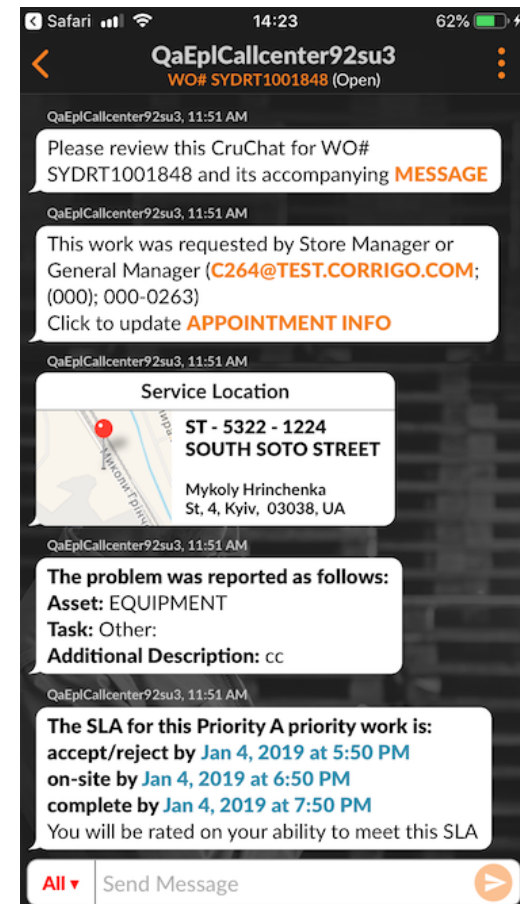 Safari 14:23 62%
QaEplCallcenter92su3
WO# SYDRT1001848 (Open)
QaEplCallcenter92su3, 11:51 AM
Please review this CruChat for WO#
SYDRT1001848 and its accompanying MESSAGE
QaEplCallcenter92su3, 11:51 AM
This work was requested by Store Manager or
General Manager (C264@TEST.CORRIGO.COM;
(000); 000-0263)
Click to update APPOINTMENT INFO
QaEplCallcenter92su3, 11:51 AM
Service Location
Миколи Грінч
ST - 5322 - 1224
SOUTH SOTO STREET
Mykoly Hrinchenka
St, 4, Kyiv, 03038, UA
QaEplCallcenter92su3, 11:51 AM
The problem was reported as follows:
Asset: EQUIPMENT
Task: Other:
Additional Description: cc
QaEplCallcenter92su3, 11:51 AM
The SLA for this Priority A priority work is:
accept/reject by Jan 4, 2019 at 5:50 PM
on-site by Jan 4, 2019 at 6:50 PM
complete by Jan 4, 2019 at 7:50 PM
You will be rated on your ability to meet this SLA
All ▾ Send Message